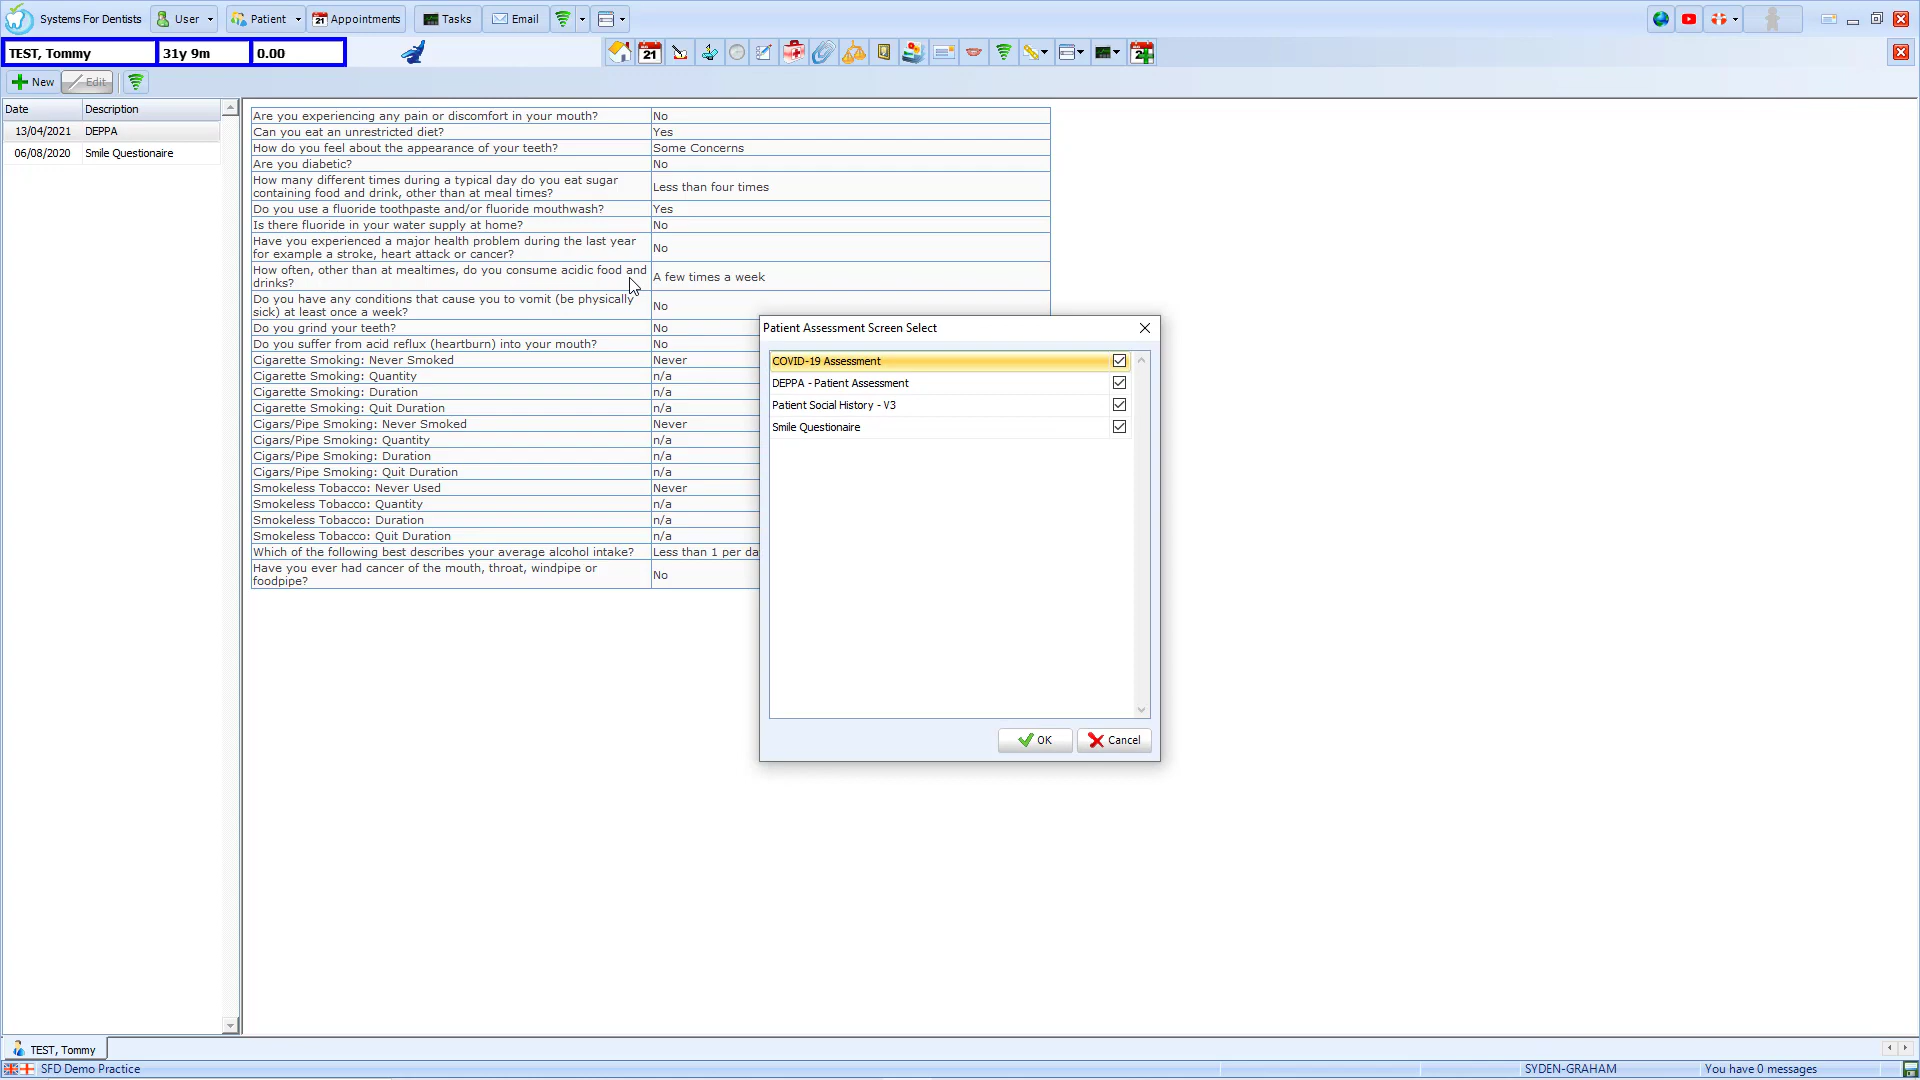 Systems For Dentists User Patient Appointments Tasks Email
TEST, Tommy 31y 9m 0.00 21
New Edit
Date Description
13/04/2021 DEPPA
06/08/2020 Smile Questionaire
Are you experiencing any pain or discomfort in your mouth? No
Can you eat an unrestricted diet? Yes
How do you feel about the appearance of your teeth? Some Concerns
Are you diabetic? No
How many different times during a typical day do you eat sugar
containing food and drink, other than at meal times? Less than four times
Do you use a fluoride toothpaste and/or fluoride mouthwash? Yes
Is there fluoride in your water supply at home? No
Have you experienced a major health problem during the last year
for example a stroke, heart attack or cancer? No
How often, other than at mealtimes, do you consume acidic food and
drinks? A few times a week
Do you have any conditions that cause you to vomit (be physically
sick) at least once a week? No
Do you grind your teeth? No
Do you suffer from acid reflux (heartburn) into your mouth? No
Cigarette Smoking: Never Smoked Never
Cigarette Smoking: Quantity n/a
Cigarette Smoking: Duration n/a
Cigarette Smoking: Quit Duration n/a
Cigars/Pipe Smoking: Never Smoked Never
Cigars/Pipe Smoking: Quantity n/a
Cigars/Pipe Smoking: Duration n/a
Cigars/Pipe Smoking: Quit Duration n/a
Smokeless Tobacco: Never Used Never
Smokeless Tobacco: Quantity n/a
Smokeless Tobacco: Duration n/a
Smokeless Tobacco: Quit Duration n/a
Which of the following best describes your average alcohol intake? Less than 1 per da
Have you ever had cancer of the mouth, throat, windpipe or
foodpipe? No
Patient Assessment Screen Select
COVID-19 Assessment
DEPPA - Patient Assessment
Patient Social History - V3
Smile Questionaire
OK Cancel
TEST, Tommy
SFD Demo Practice SYDEN-GRAHAM You have 0 messages